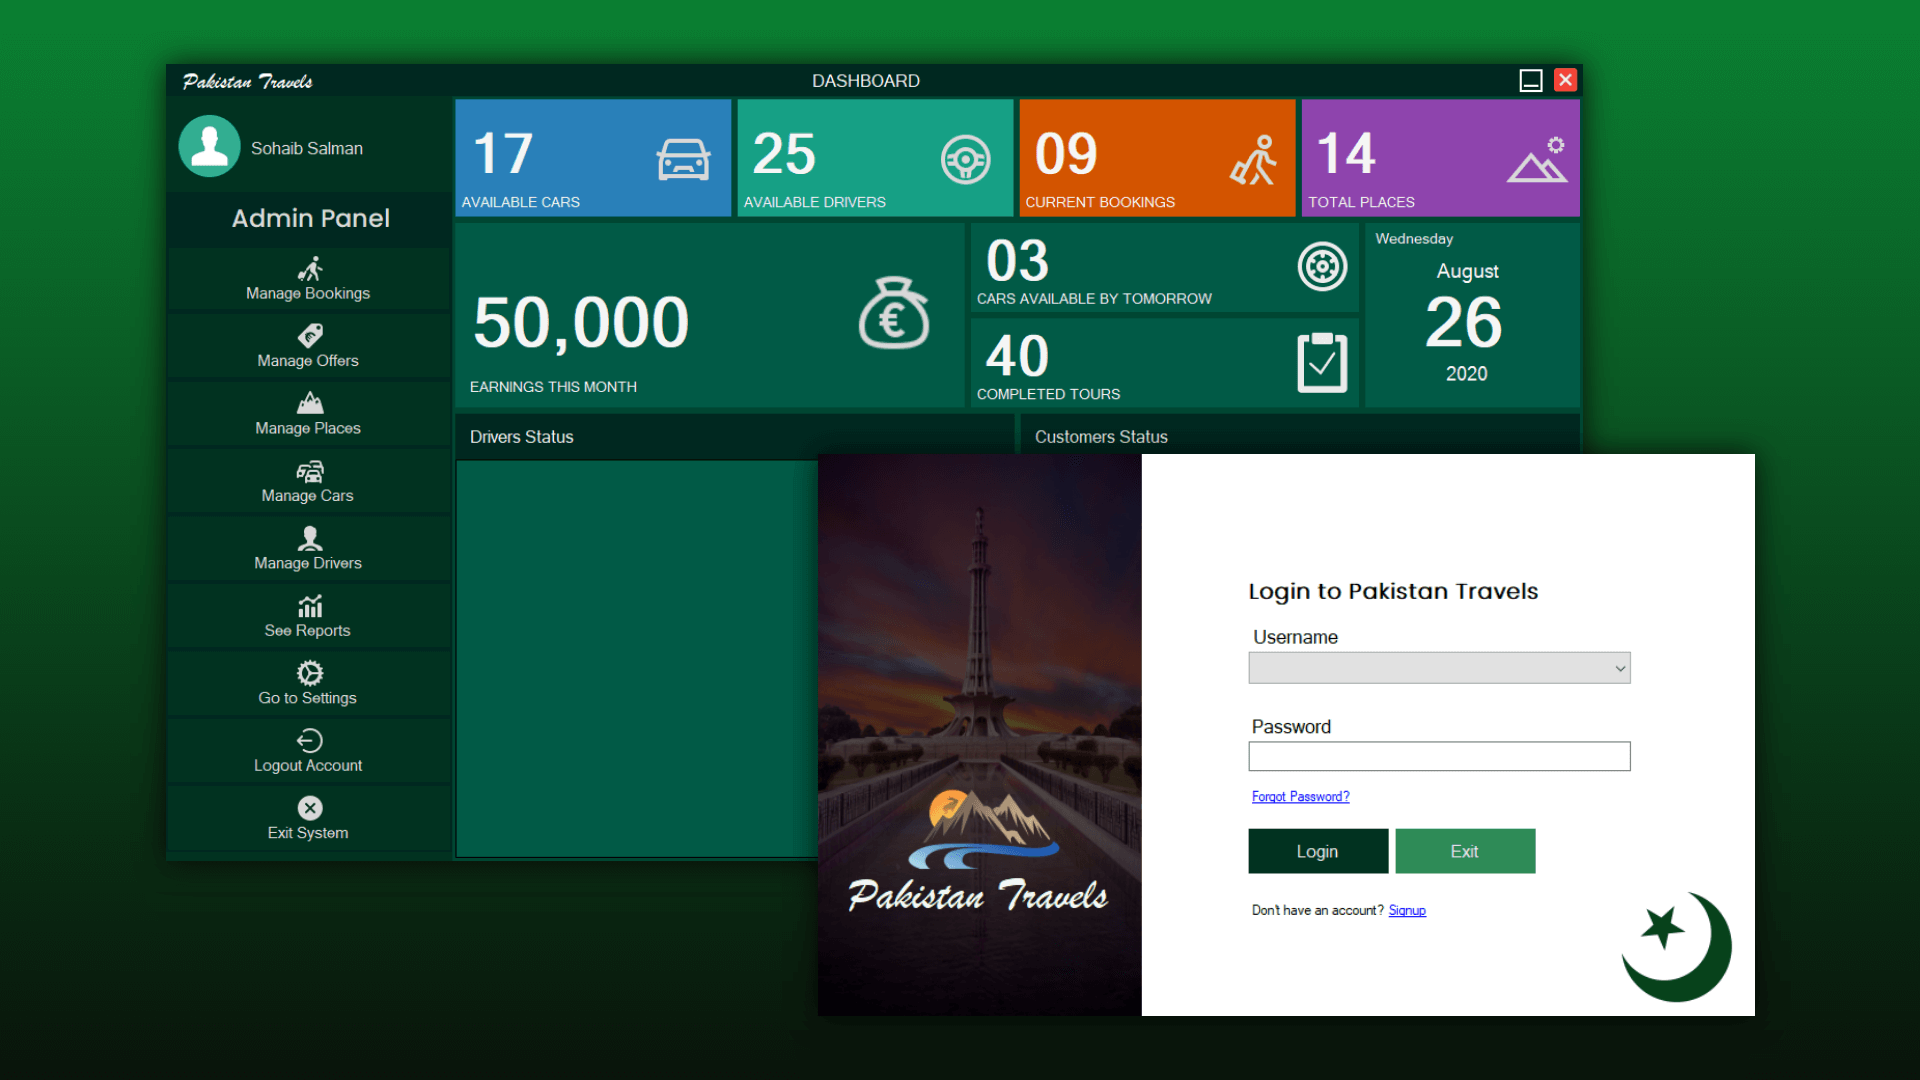 Pakistan Travels
DASHBOARD
Sohaib Salman
Admin Panel
Manage Bookings
Manage Offers
Manage Places
Manage Cars
Manage Drivers
See Reports
Go to Settings
Logout Account
Exit System
17
AVAILABLE CARS
25
AVAILABLE DRIVERS
09
CURRENT BOOKINGS
14
TOTAL PLACES
50,000
€
EARNINGS THIS MONTH
03
CARS AVAILABLE BY TOMORROW
40
COMPLETED TOURS
Wednesday
August
26
2020
Drivers Status
Customers Status
Pakistan Travels
Login to Pakistan Travels
Username
Password
Forgot Password?
Login
Exit
Don't have an account? Signup